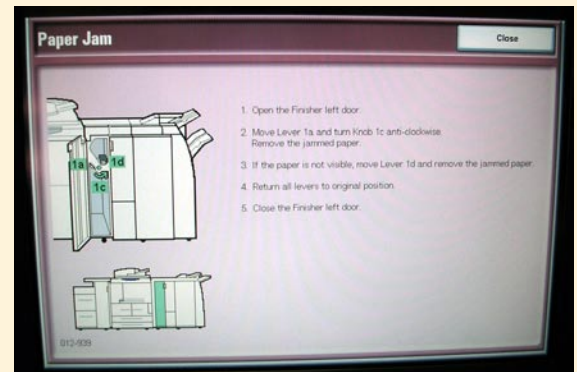 Paper Jam
Close
1. Open the Finisher left door.
2. Move Lever 1a and turn Knob 1c anti-clockwise.
Remove the jammed paper.
3. If the paper is not visible, move Lever 1d and remove the jammed paper.
4. Return all levers to original position.
5. Close the Finisher left door.
1a
1d
1c
012-939